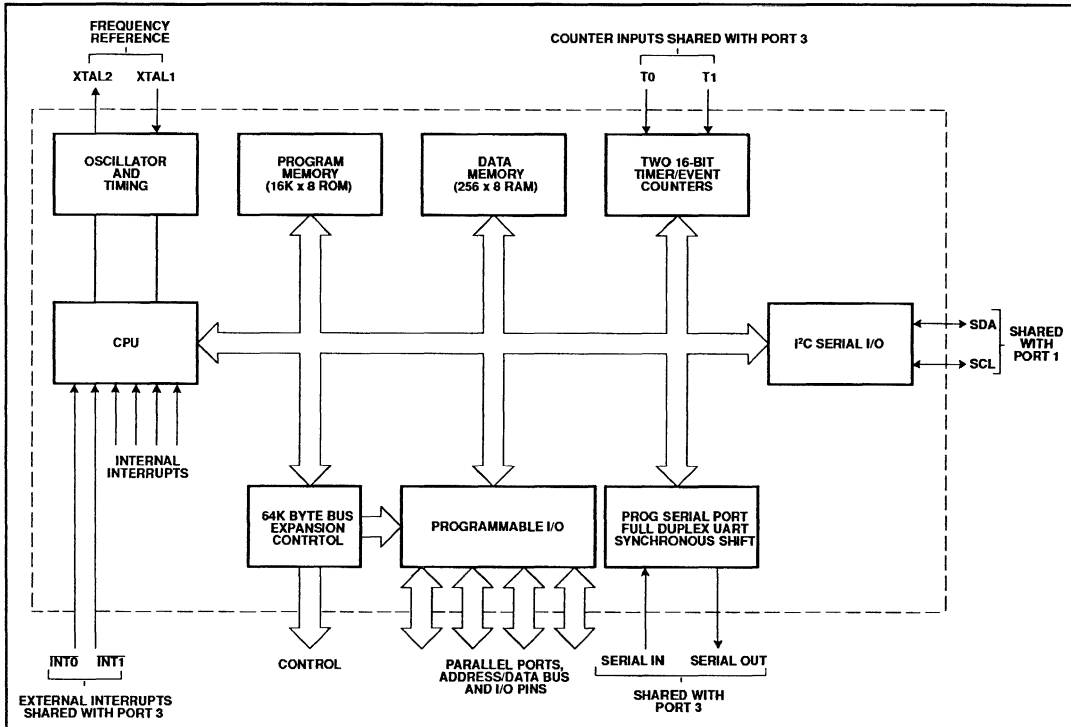 FREQUENCY
REFERENCE
XTAL2
XTAL1
COUNTER INPUTS SHARED WITH PORT 3
T0
T1
OSCILLATOR
AND
TIMING
PROGRAM
MEMORY
(16K x 8 ROM)
DATA
MEMORY
(256 x 8 RAM)
TWO 16-BIT
TIMER/EVENT
COUNTERS
CPU
I²C SERIAL I/O
SDA
SCL
SHARED
WITH
PORT 1
INTERNAL
INTERRUPTS
64K BYTE BUS
EXPANSION
CONTRTOL
PROGRAMMABLE I/O
PROG SERIAL PORT
FULL DUPLEX UART
SYNCHRONOUS SHIFT
INT0
INT1
EXTERNAL INTERRUPTS
SHARED WITH PORT 3
CONTROL
PARALLEL PORTS,
ADDRESS/DATA BUS
AND I/O PINS
SERIAL IN
SERIAL OUT
SHARED WITH
PORT 3